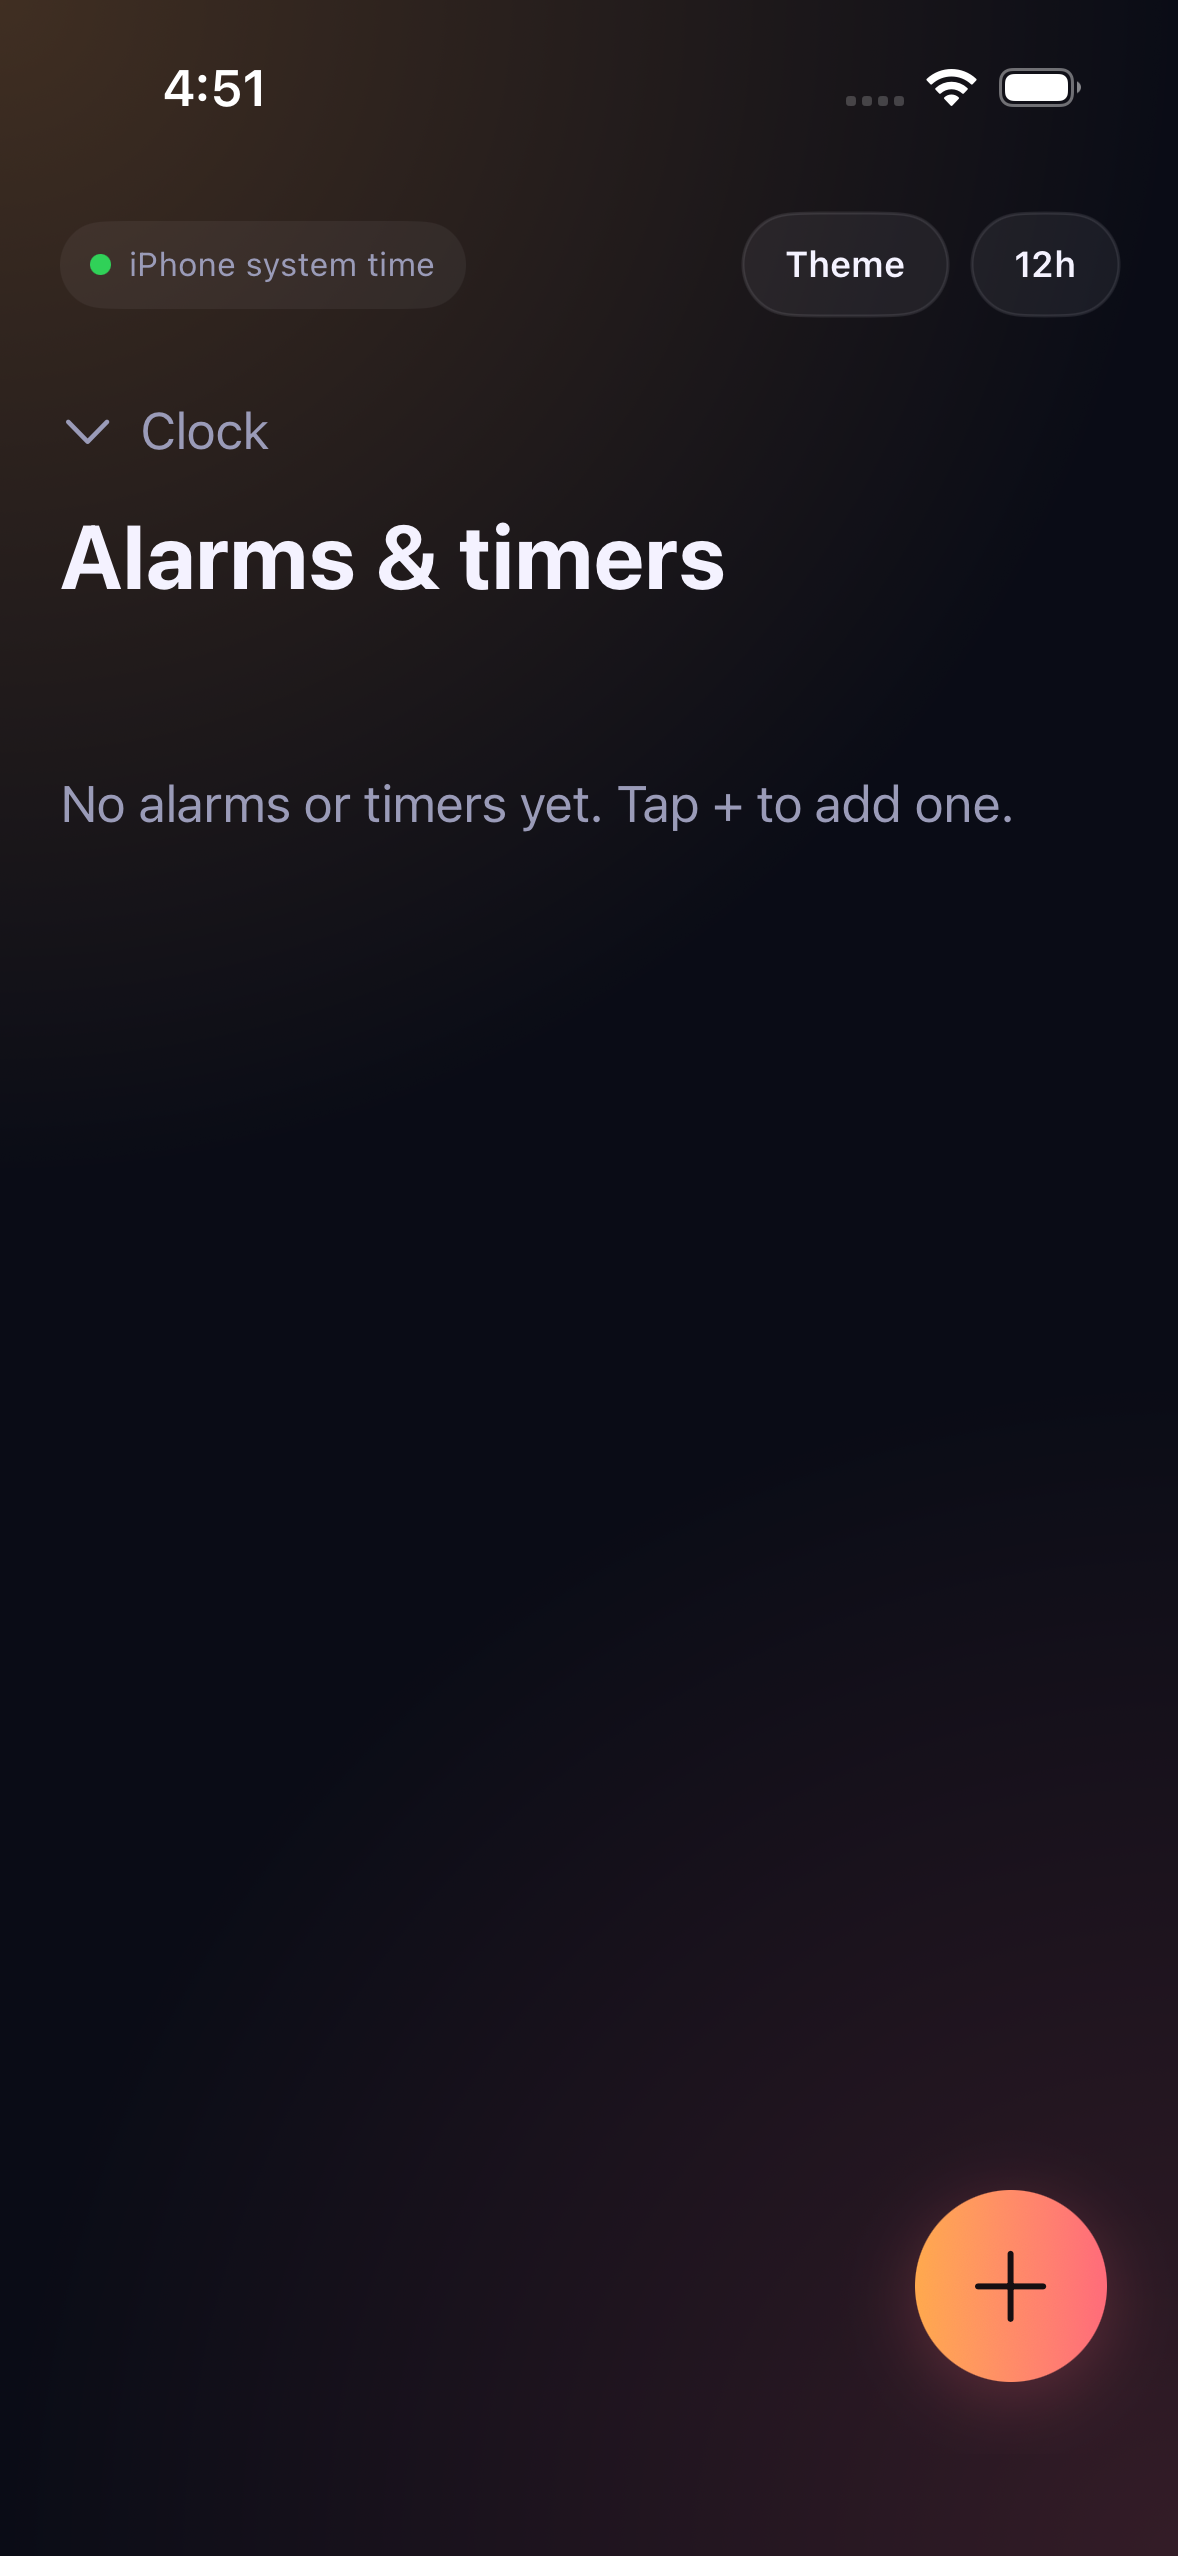 4:51
iPhone system time
Theme
12h
Clock
Alarms & timers
No alarms or timers yet. Tap + to add one.